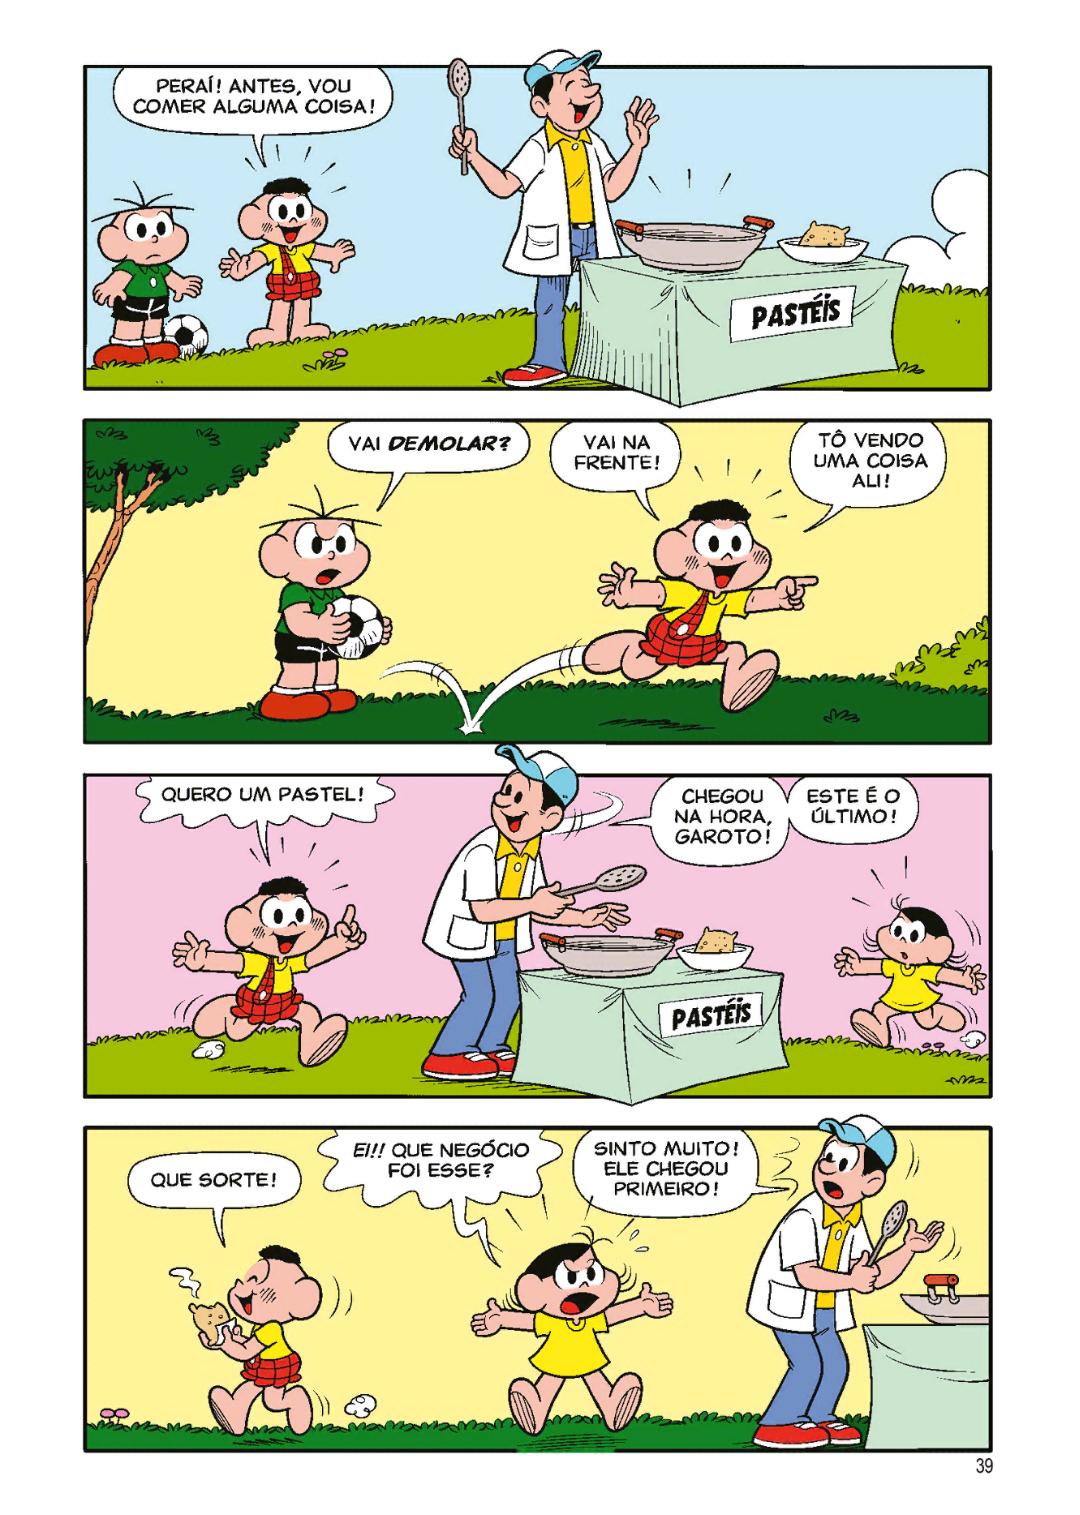 PERAÍ! ANTES, VOU
COMER ALGUMA COISA!
PASTÉIS
VAI DEMOLAR?
VAI NA
FRENTE!
TÔ VENDO
UMA COISA
ALI!
QUERO UM PASTEL!
CHEGOU
NA HORA,
GAROTO!
ESTE É O
ÚLTIMO!
PASTÉIS
QUE SORTE!
EI!! QUE NEGÓCIO
FOI ESSE?
SINTO MUITO!
ELE CHEGOU
PRIMEIRO!
39